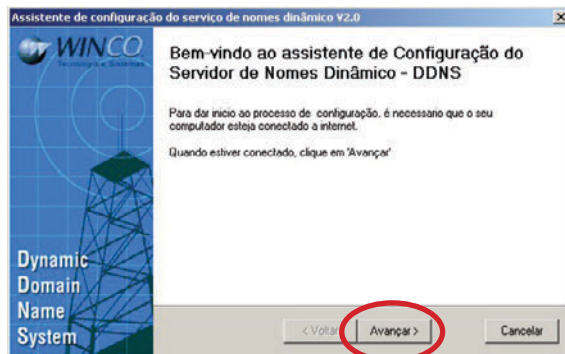 Assistente de configuração do serviço de nomes dinâmico V2.0
WINCO
Tecnologia e Sistemas
Bem-vindo ao assistente de Configuração do
Servidor de Nomes Dinâmico - DDNS
Para dar inicio ao processo de configuração, é necessario que o seu
computador esteja conectado a internet.
Quando estiver conectado, clique em 'Avançar'
Dynamic
Domain
Name
System
< Voltar
Avançar >
Cancelar